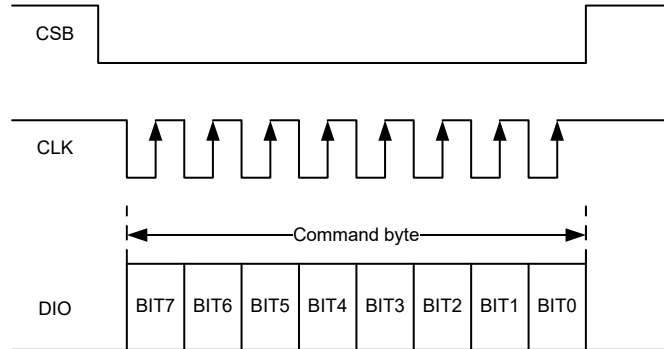 CSB
CLK
Command byte
DIO BIT7 BIT6 BIT5 BIT4 BIT3 BIT2 BIT1 BIT0